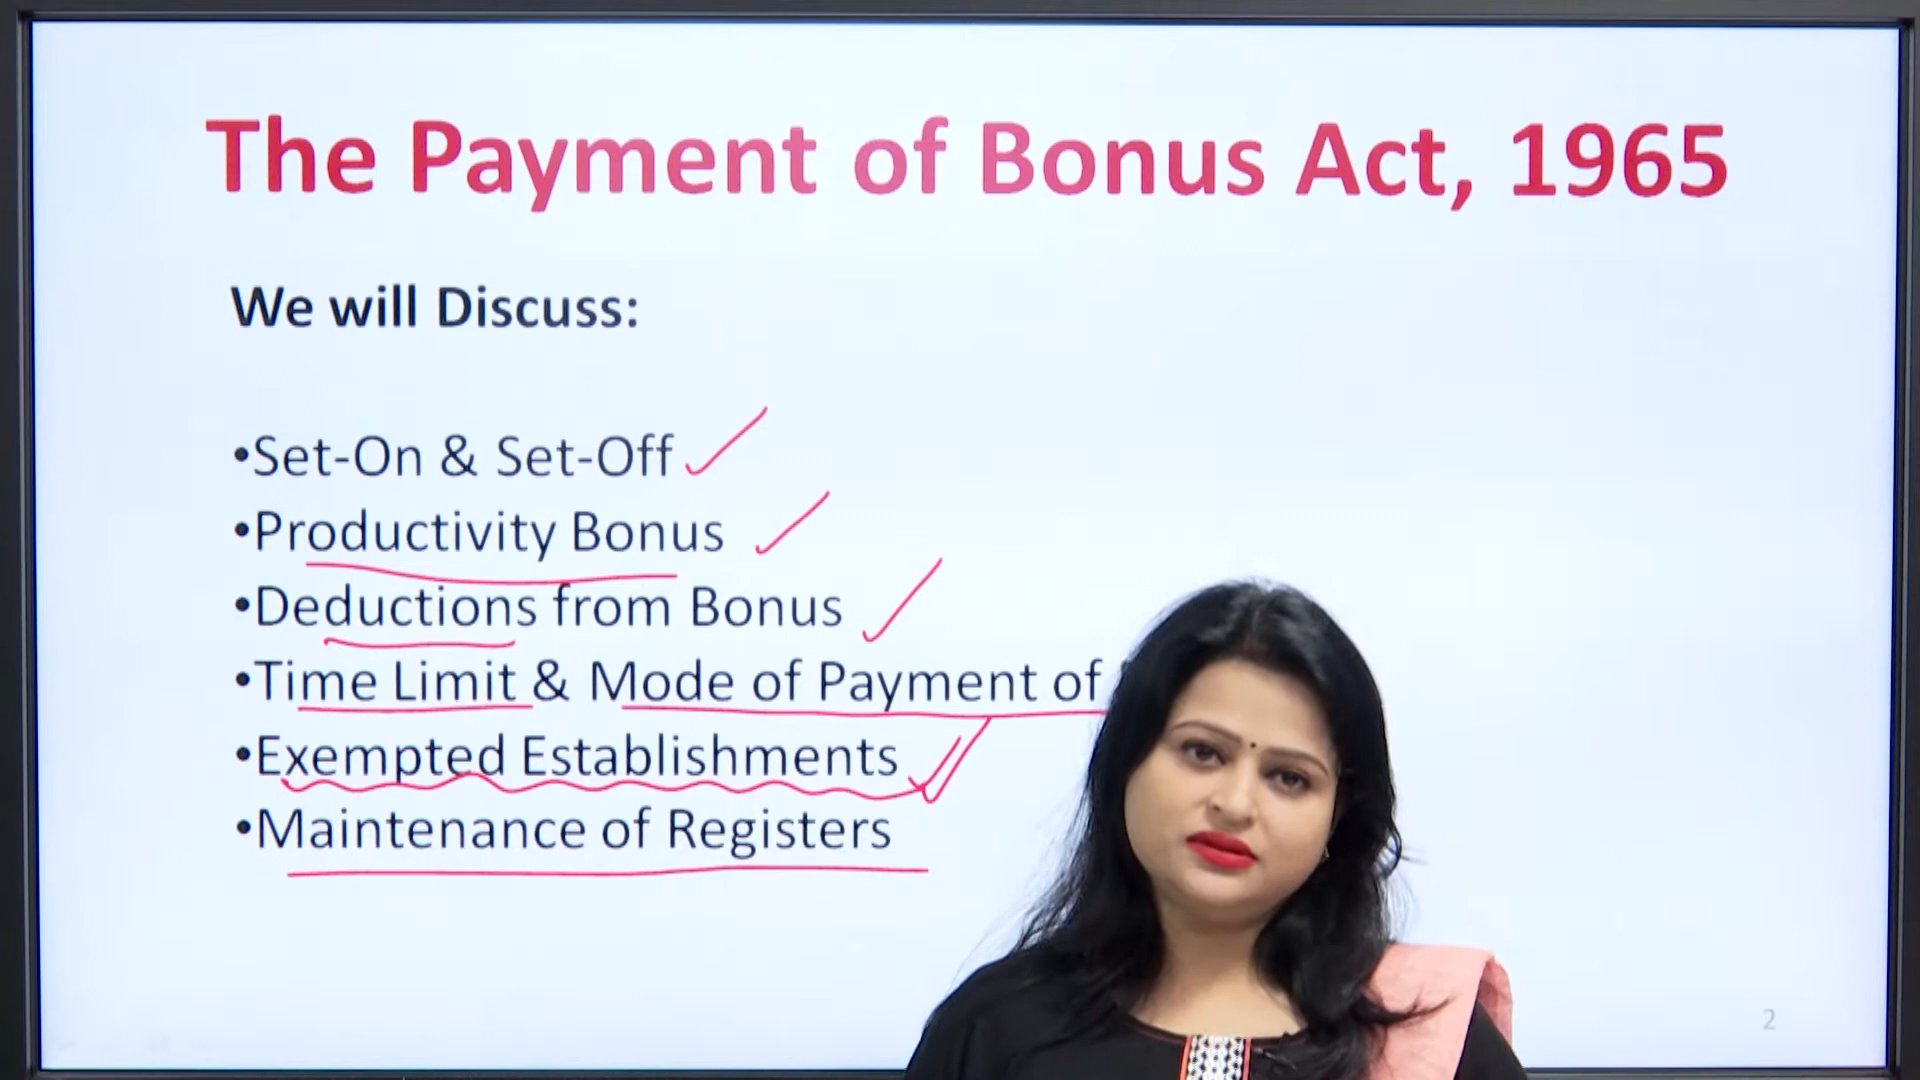 The Payment of Bonus Act, 1965
We will Discuss:
•Set-On & Set-Off
•Productivity Bonus
•Deductions from Bonus
•Time Limit & Mode of Payment of
•Exempted Establishments
•Maintenance of Registers
2